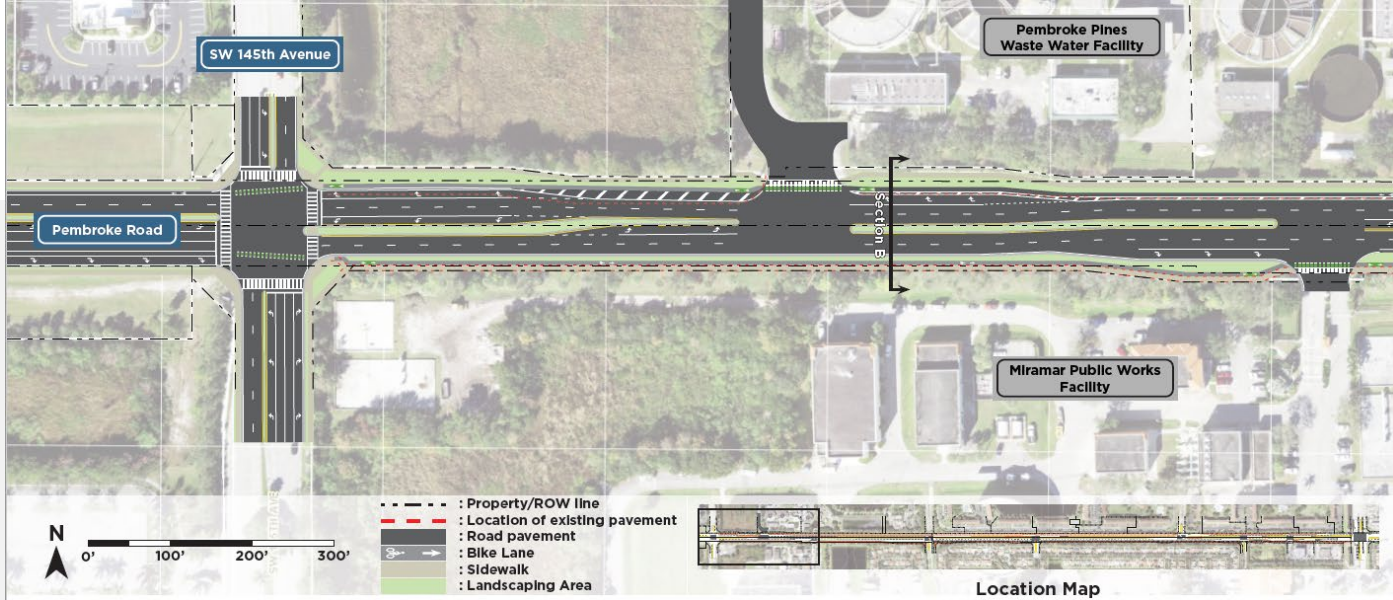 SW 145th Avenue
Pembroke Pines
Waste Water Facility
Pembroke Road
Section B
Miramar Public Works
Facility
N
0'
100'
200'
300'
: Property/ROW line
: Location of existing pavement
: Road pavement
: Bike Lane
: Sidewalk
: Landscaping Area
Location Map